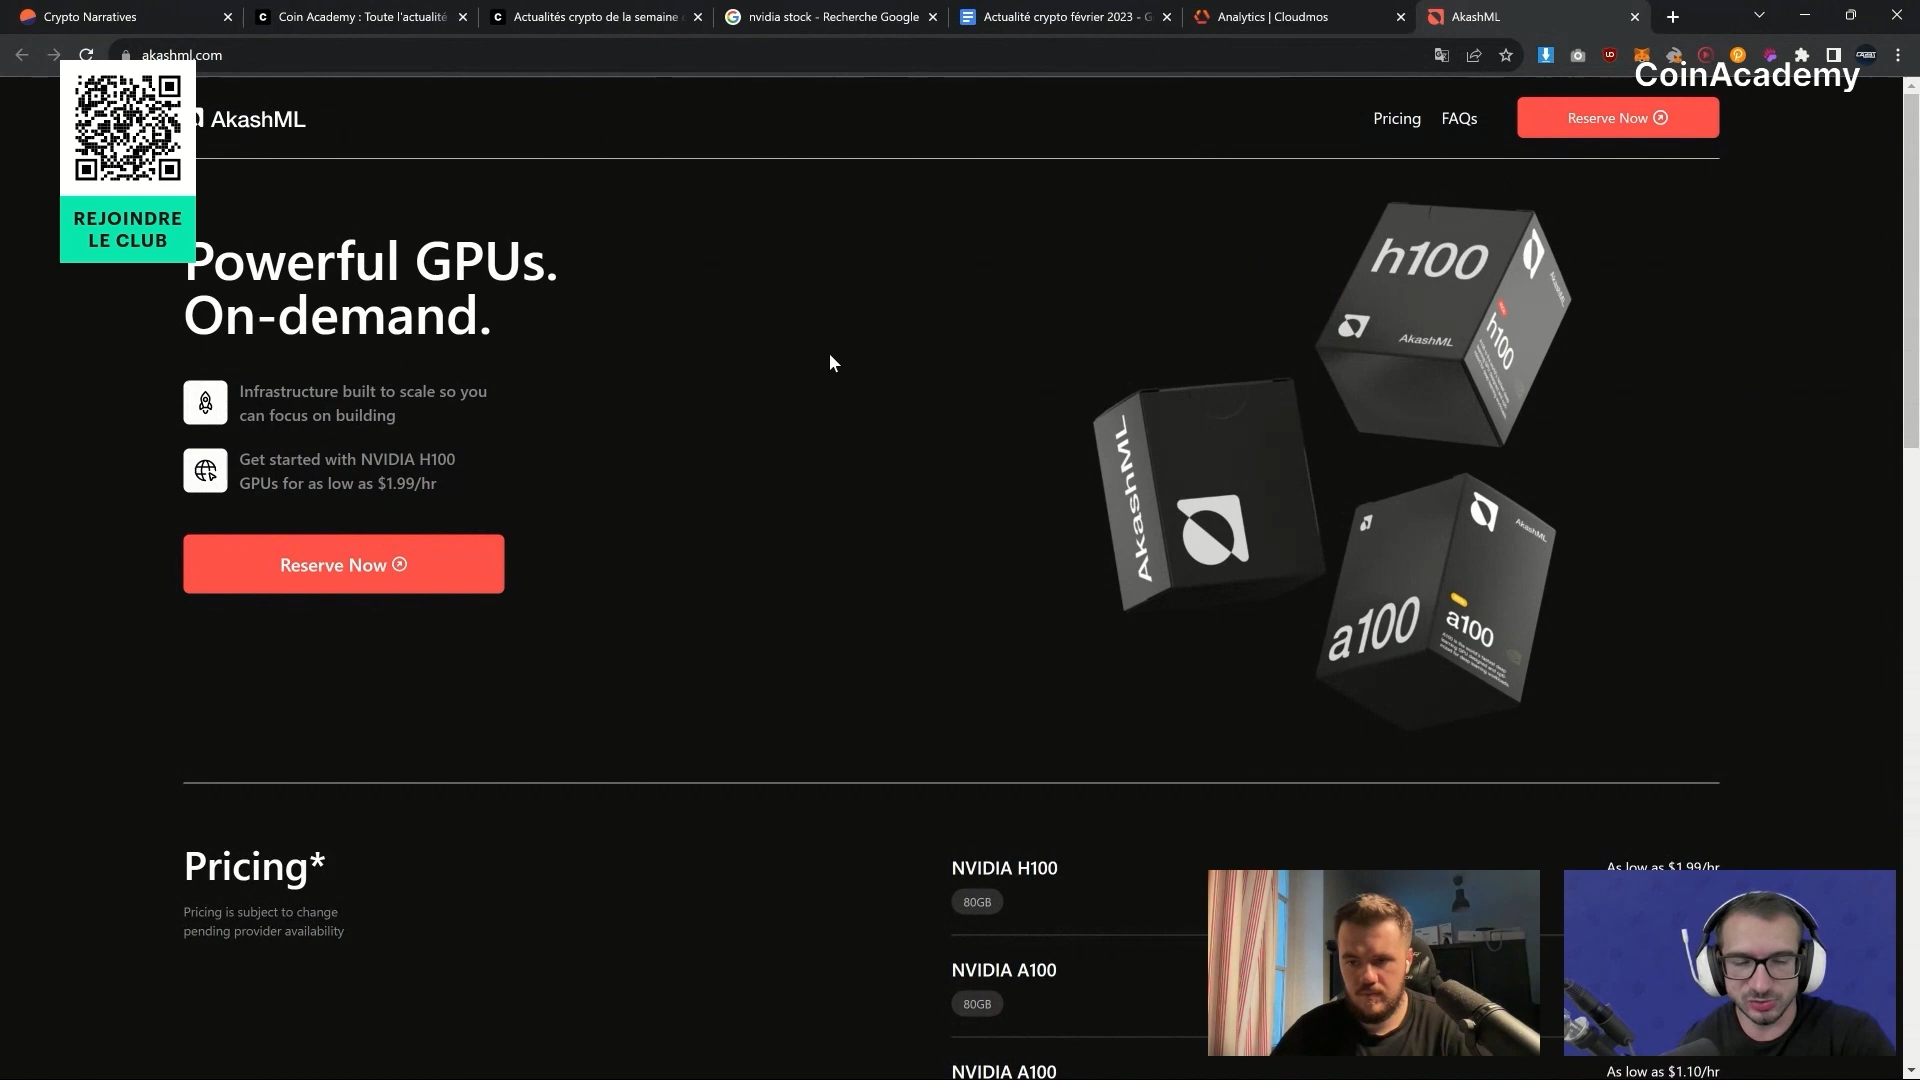 Crypto Narratives
Coin Academy : Toute l'actualité
Actualités crypto de la semaine
nvidia stock - Recherche Google
Actualité crypto février 2023 - G
Analytics | Cloudmos
AkashML
akashml.com
CoinAcademy
REJOINDRE
LE CLUB
AkashML
Pricing
FAQs
Reserve Now
Powerful GPUs.
On-demand.
Infrastructure built to scale so you
can focus on building
Get started with NVIDIA H100
GPUs for as low as $1.99/hr
Reserve Now
h100
AkashML
h100
AkashML
AkashML
a100
AkashML
a100
Pricing*
Pricing is subject to change
pending provider availability
NVIDIA H100
As low as $1.99/hr
80GB
NVIDIA A100
80GB
NVIDIA A100
As low as $1.10/hr